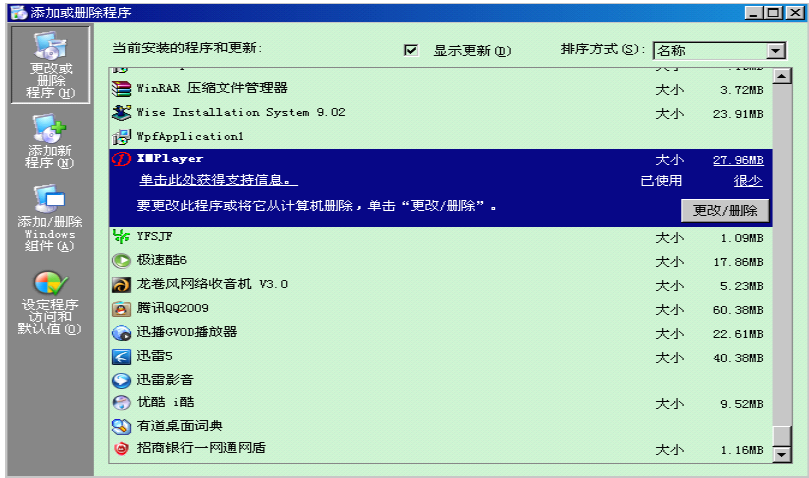 添加或删除程序
更改或
删除
程序(H)
添加新
程序(N)
添加/删除
Windows
组件(A)
设定程序
访问和
默认值(O)
当前安装的程序和更新:
显示更新(D)
排序方式(S):
名称
WinRAR 压缩文件管理器 大小 3.72MB
Wise Installation System 9.02 大小 23.91MB
WpfApplication1
XMPlayer 大小 27.96MB
单击此处获得支持信息。 已使用 很少
要更改此程序或将它从计算机删除，单击“更改/删除”。 更改/删除
YFSJF 大小 1.09MB
极速酷6 大小 17.86MB
龙卷风网络收音机 V3.0 大小 5.23MB
腾讯QQ2009 大小 60.38MB
迅播GVOD播放器 大小 22.61MB
迅雷5 大小 40.38MB
迅雷影音
优酷 i酷 大小 9.52MB
有道桌面词典
招商银行一网通网盾 大小 1.16MB